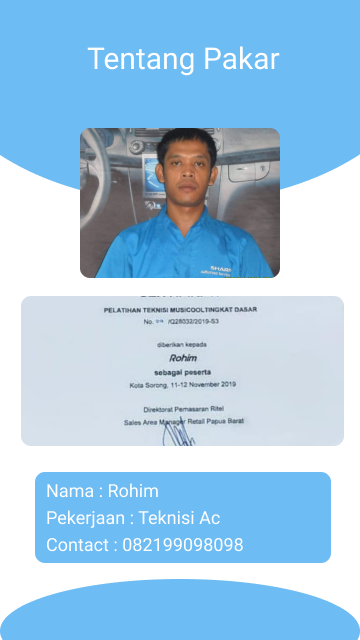 Tentang Pakar
SHARP
PELATIHAN TEKNISI MUSICOOLTINGKAT DASAR
No. /Q28032/2019-S3
diberikan kepada
Rohim
sebagai peserta
Kota Sorong, 11-12 November 2019
Direktorat Pemasaran Ritel
Sales Area Manager Retail Papua Barat
Nama : Rohim
Pekerjaan : Teknisi Ac
Contact : 082199098098